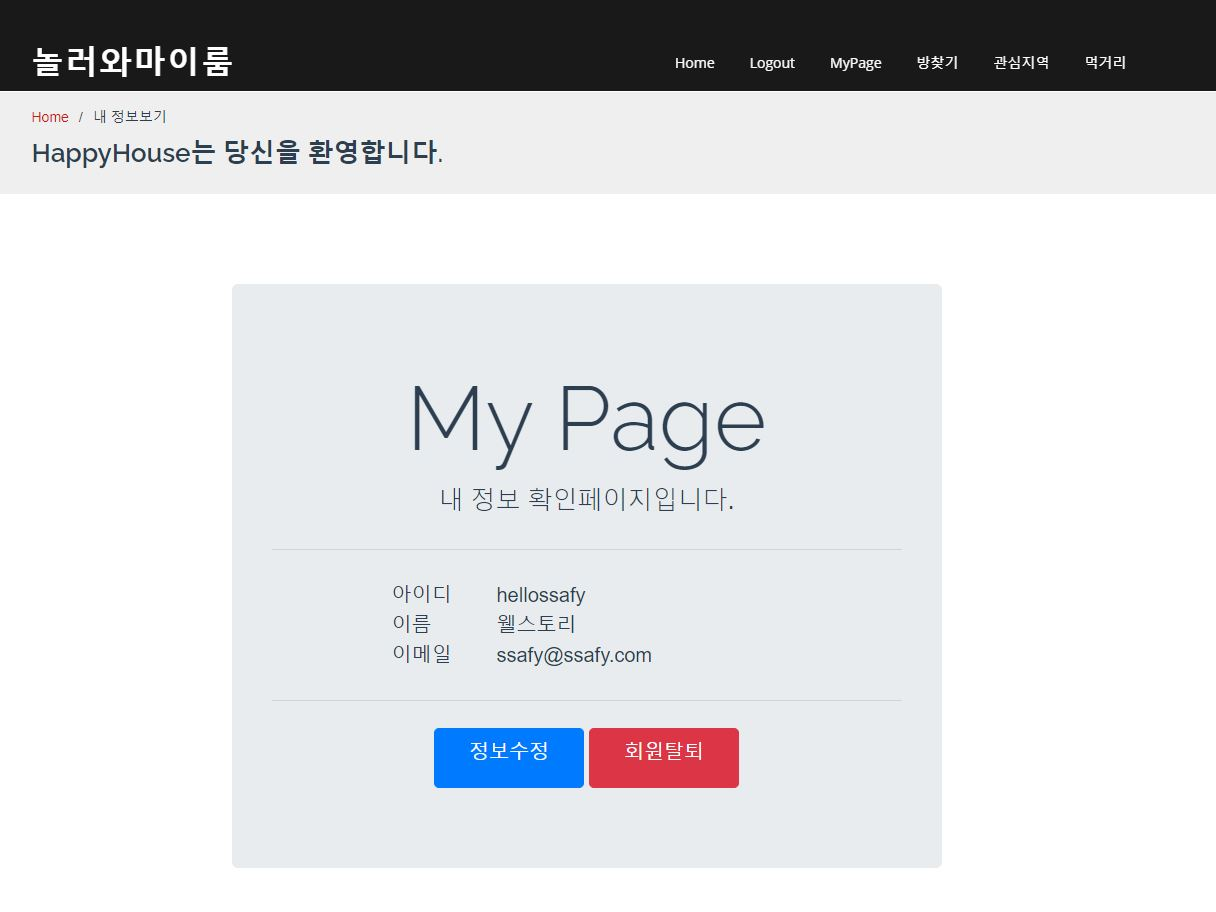 놀러와마이룸 Home Logout MyPage 방찾기 관심지역 먹거리
Home / 내 정보보기
HappyHouse는 당신을 환영합니다.
My Page
내 정보 확인페이지입니다.
아이디 hellossafy
이름 웰스토리
이메일 ssafy@ssafy.com
정보수정 회원탈퇴